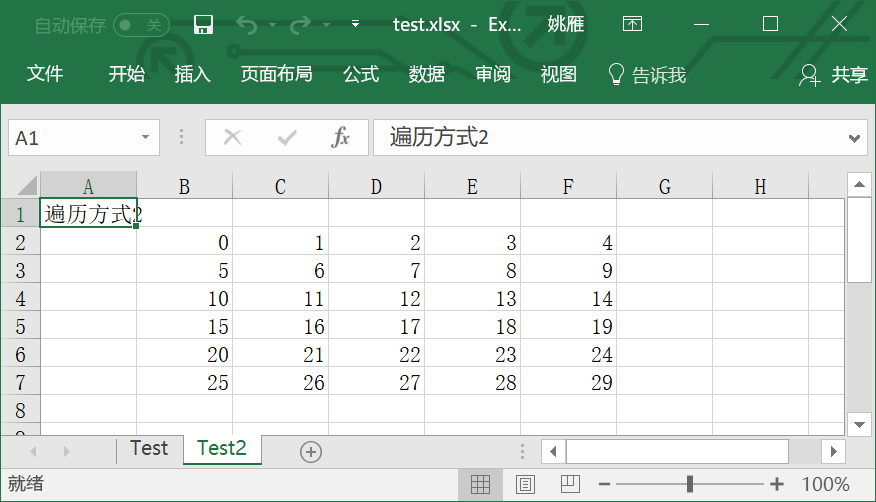 自动保存 关 test.xlsx - Ex... 姚雁
文件 开始 插入 页面布局 公式 数据 审阅 视图 告诉我 共享
A1 fx 遍历方式2
A B C D E F G H
1 遍历方式2
2 0 1 2 3 4
3 5 6 7 8 9
4 10 11 12 13 14
5 15 16 17 18 19
6 20 21 22 23 24
7 25 26 27 28 29
8
Test Test2
就绪 100%